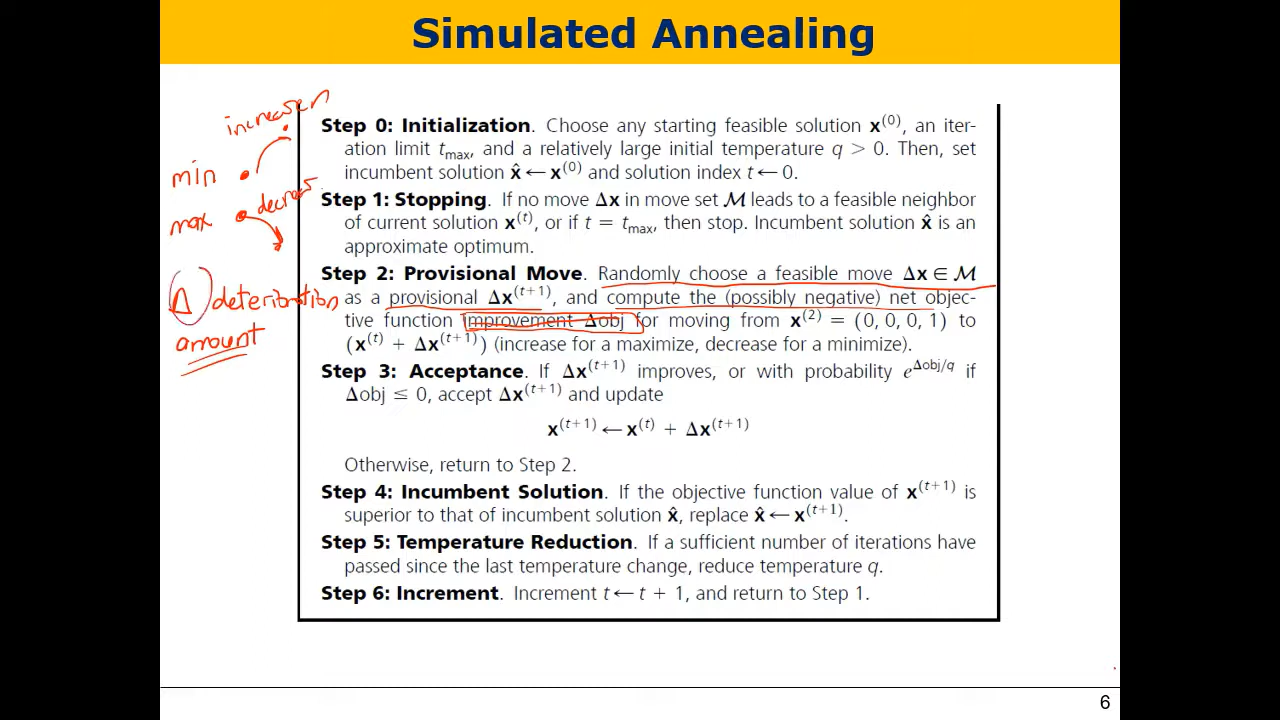 Simulated Annealing
Step 0: Initialization. Choose any starting feasible solution x⁽⁰⁾, an iter-
ation limit tₘₐₓ, and a relatively large initial temperature q > 0. Then, set
incumbent solution x̂ ← x⁽⁰⁾ and solution index t ← 0.
Step 1: Stopping. If no move Δx in move set ℳ leads to a feasible neighbor
of current solution x⁽ᵗ⁾, or if t = tₘₐₓ, then stop. Incumbent solution x̂ is an
approximate optimum.
Step 2: Provisional Move. Randomly choose a feasible move Δx ∈ ℳ
as a provisional Δx⁽ᵗ⁺¹⁾, and compute the (possibly negative) net objec-
tive function improvement Δobj for moving from x⁽²⁾ = (0, 0, 0, 1) to
(x⁽ᵗ⁾ + Δx⁽ᵗ⁺¹⁾) (increase for a maximize, decrease for a minimize).
Step 3: Acceptance. If Δx⁽ᵗ⁺¹⁾ improves, or with probability e^{Δobj/q} if
Δobj ≤ 0, accept Δx⁽ᵗ⁺¹⁾ and update
x⁽ᵗ⁺¹⁾ ← x⁽ᵗ⁾ + Δx⁽ᵗ⁺¹⁾
Otherwise, return to Step 2.
Step 4: Incumbent Solution. If the objective function value of x⁽ᵗ⁺¹⁾ is
superior to that of incumbent solution x̂, replace x̂ ← x⁽ᵗ⁺¹⁾.
Step 5: Temperature Reduction. If a sufficient number of iterations have
passed since the last temperature change, reduce temperature q.
Step 6: Increment. Increment t ← t + 1, and return to Step 1.
min
max
Δ deterioration
amount
6